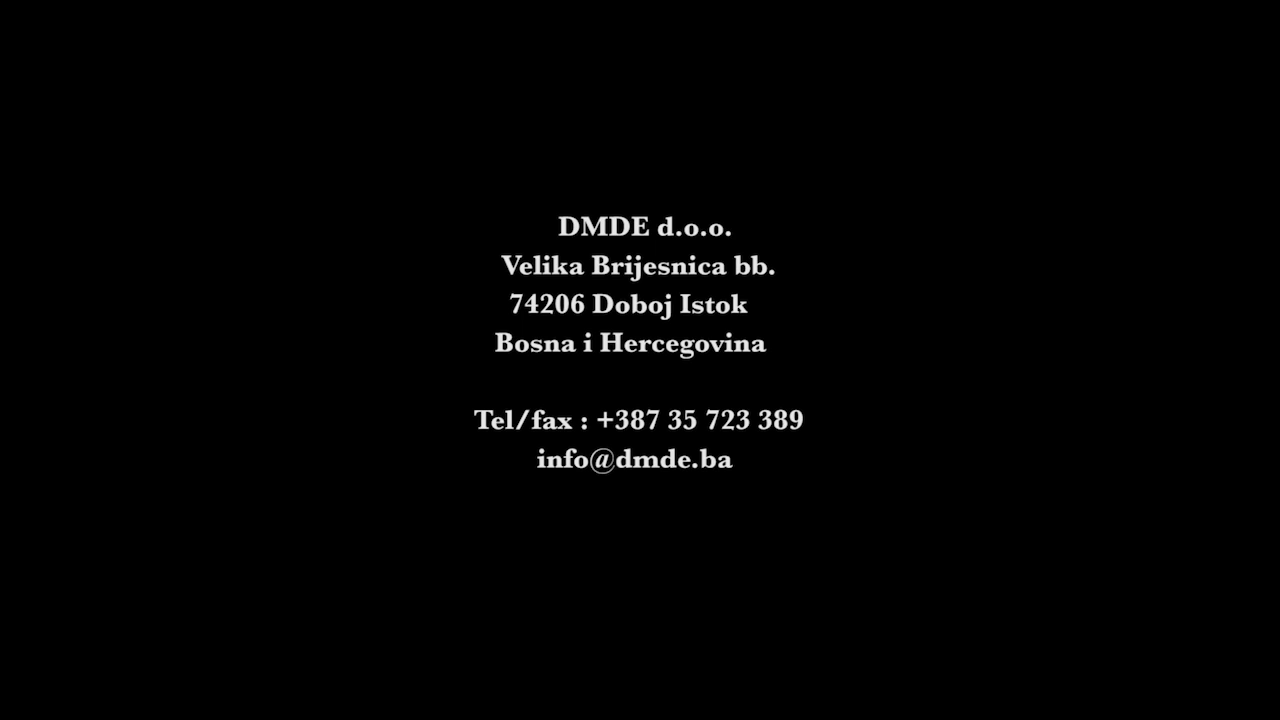 DMDE d.o.o.
Velika Brijesnica bb.
74206 Doboj Istok
Bosna i Hercegovina
Tel/fax : +387 35 723 389
info@dmde.ba